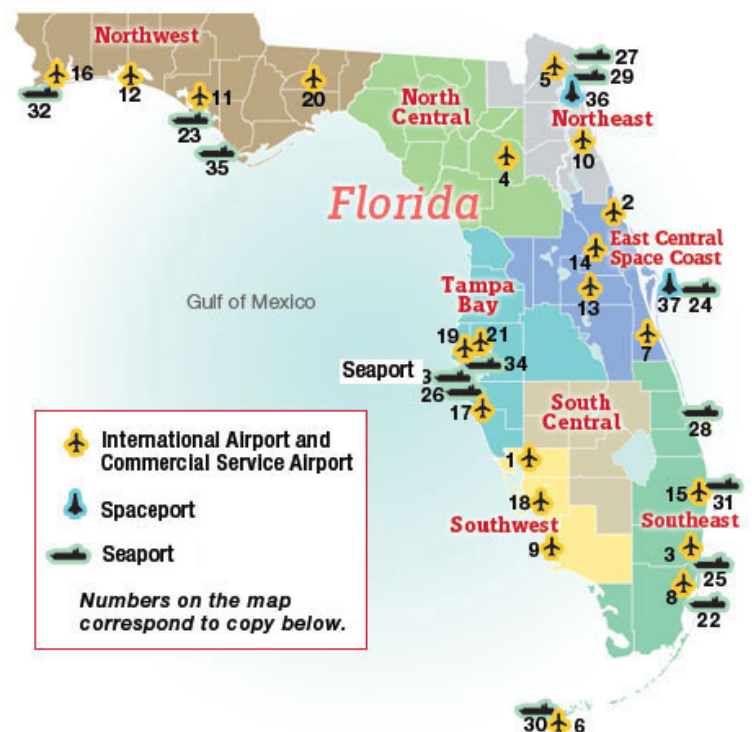 Northwest
16
32
12
11
23
35
20
North
Central
4
5
27
29
36
Northeast
10
2
Florida
East Central
Space Coast
14
13
37 24
7
Gulf of Mexico
Tampa
Bay
19 21
34
Seaport 3
26
17
South
Central
28
1
18
Southwest
9
15 31
Southeast
3
25
8
22
30 6
International Airport and
Commercial Service Airport
Spaceport
Seaport
Numbers on the map
correspond to copy below.